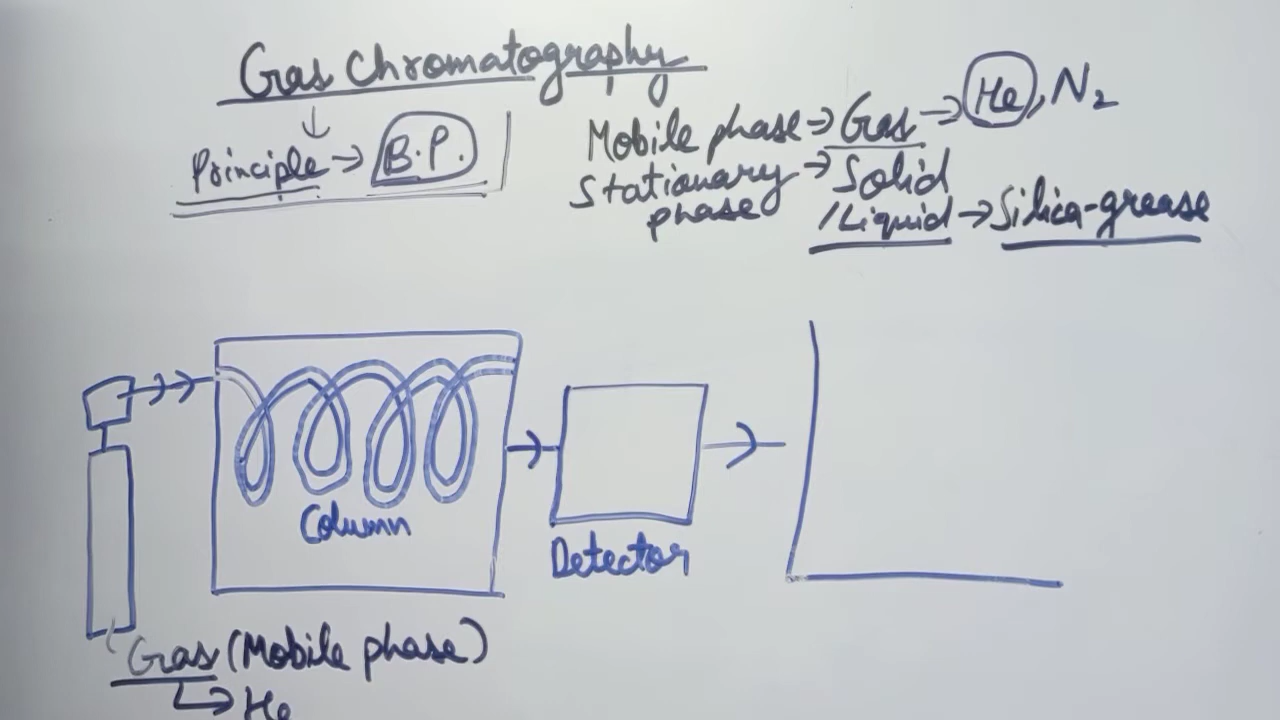 Gas Chromatography
↓
Principle → B.P.
Mobile phase → Gas → He, N₂
Stationary phase → Solid
/Liquid → Silica-grease
Column
Detector
Gas (Mobile phase)
→ He